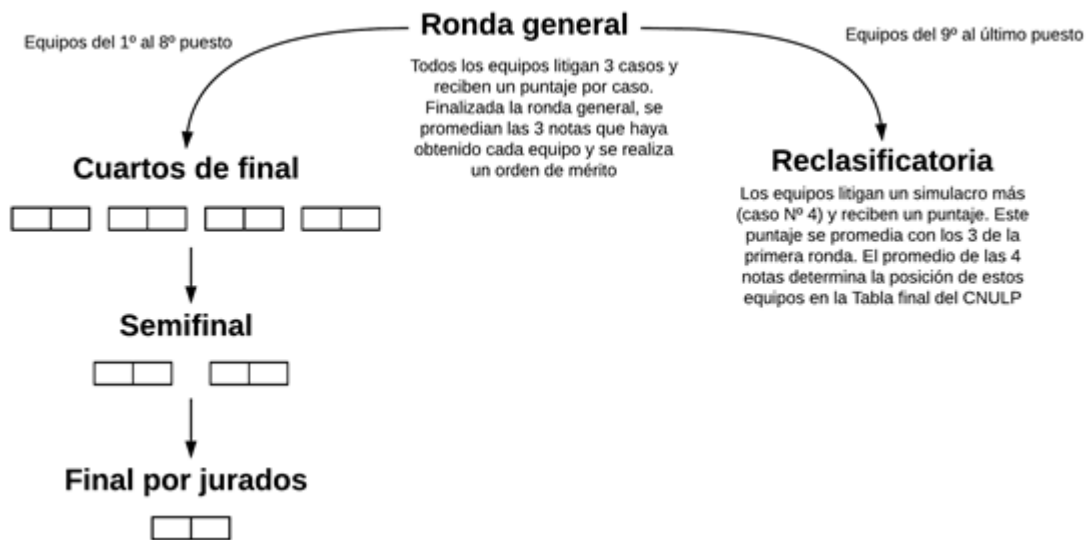 Ronda general
Equipos del 1º al 8º puesto
Equipos del 9º al último puesto
Todos los equipos litigan 3 casos y
reciben un puntaje por caso.
Finalizada la ronda general, se
promedian las 3 notas que haya
obtenido cada equipo y se realiza
un orden de mérito
Cuartos de final
Reclasificatoria
Los equipos litigan un simulacro más
(caso Nº 4) y reciben un puntaje. Este
puntaje se promedia con los 3 de la
primera ronda. El promedio de las 4
notas determina la posición de estos
equipos en la Tabla final del CNULP
Semifinal
Final por jurados